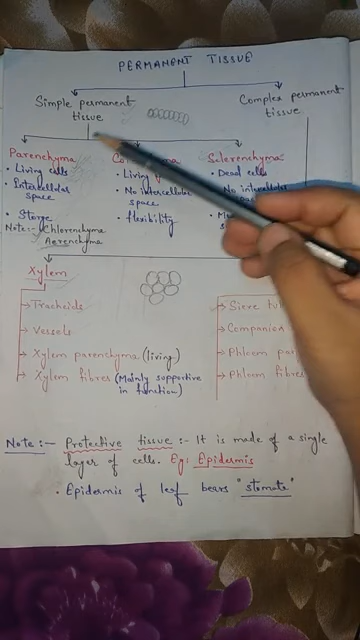 PERMANENT TISSUE
Simple permanent
tissue
Complex permanent
tissue
Parenchyma
• Living cells
• Intercellular
space
• Storge
Note:- Chlorenchyma
Aerenchyma
• Living
• No intercellular
space
• flexibility
Sclerenchyma
• Dead cells
• No intercellular
Xylem
→ Tracheids
→ Vessels
→ Xylem parenchyma (living)
→ Xylem fibres (Mainly supportive
in function)
→ Sieve
→ Companion
→ Phloem
→ Phloem fibres
Note :- Protective tissue :- It is made of a single
layer of cells. Eg: Epidermis
• Epidermis of leaf bears "stomata"